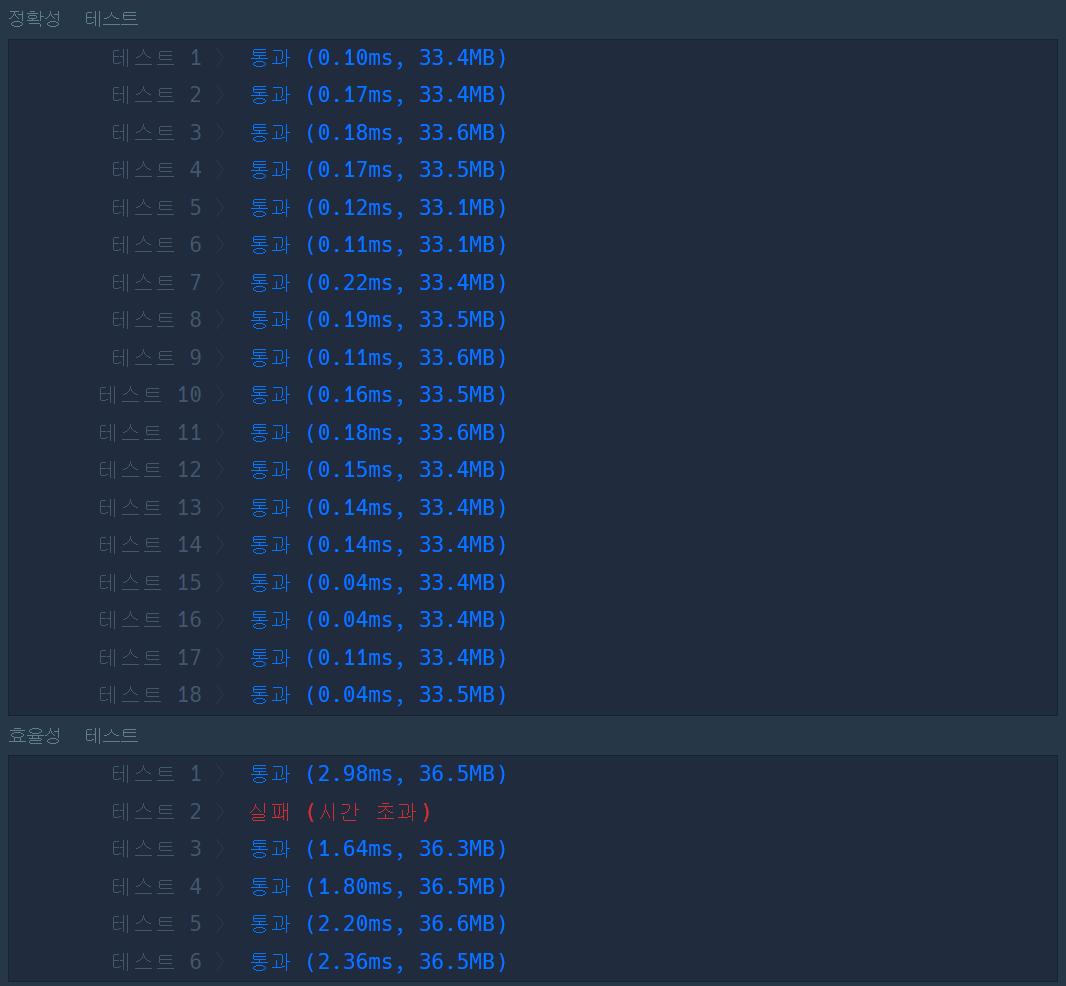 정확성 테스트
테스트 1 〉 통과 (0.10ms, 33.4MB)
테스트 2 〉 통과 (0.17ms, 33.4MB)
테스트 3 〉 통과 (0.18ms, 33.6MB)
테스트 4 〉 통과 (0.17ms, 33.5MB)
테스트 5 〉 통과 (0.12ms, 33.1MB)
테스트 6 〉 통과 (0.11ms, 33.1MB)
테스트 7 〉 통과 (0.22ms, 33.4MB)
테스트 8 〉 통과 (0.19ms, 33.5MB)
테스트 9 〉 통과 (0.11ms, 33.6MB)
테스트 10 〉 통과 (0.16ms, 33.5MB)
테스트 11 〉 통과 (0.18ms, 33.6MB)
테스트 12 〉 통과 (0.15ms, 33.4MB)
테스트 13 〉 통과 (0.14ms, 33.4MB)
테스트 14 〉 통과 (0.14ms, 33.4MB)
테스트 15 〉 통과 (0.04ms, 33.4MB)
테스트 16 〉 통과 (0.04ms, 33.4MB)
테스트 17 〉 통과 (0.11ms, 33.4MB)
테스트 18 〉 통과 (0.04ms, 33.5MB)
효율성 테스트
테스트 1 〉 통과 (2.98ms, 36.5MB)
테스트 2 〉 실패 (시간 초과)
테스트 3 〉 통과 (1.64ms, 36.3MB)
테스트 4 〉 통과 (1.80ms, 36.5MB)
테스트 5 〉 통과 (2.20ms, 36.6MB)
테스트 6 〉 통과 (2.36ms, 36.5MB)